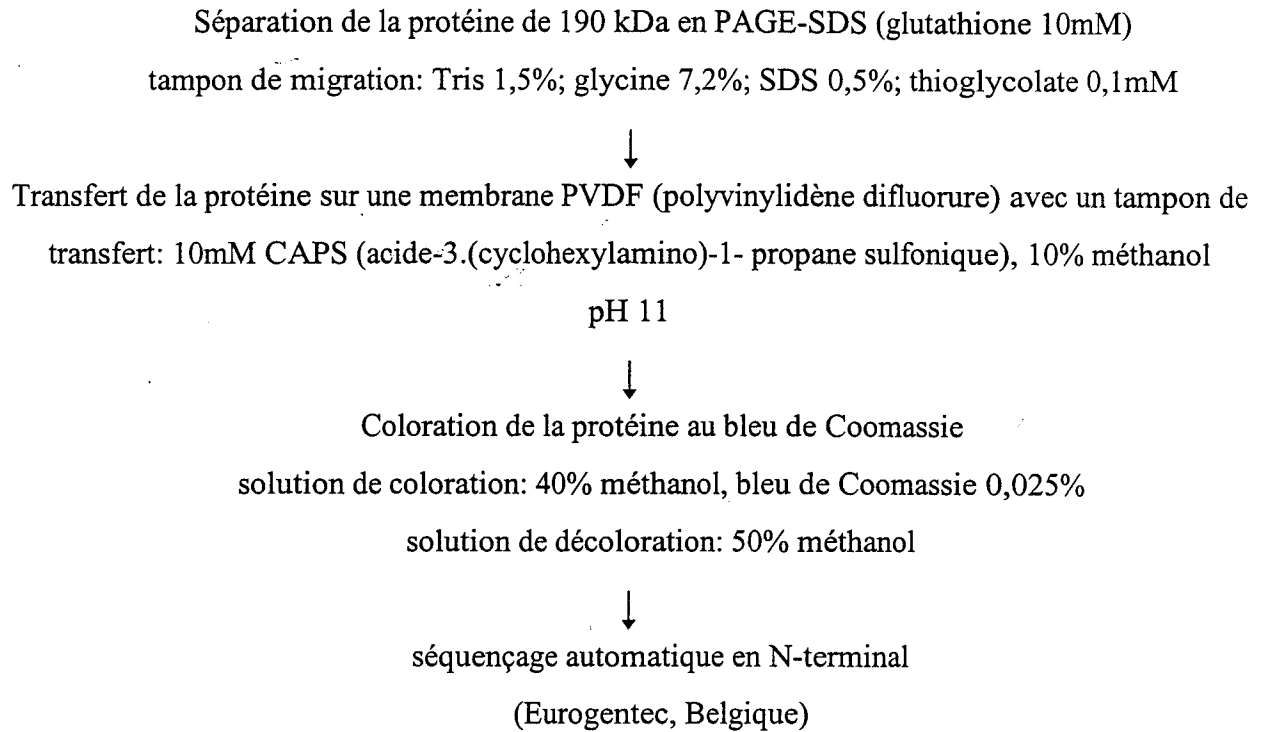 Séparation de la protéine de 190 kDa en PAGE-SDS (glutathione 10mM)
tampon de migration: Tris 1,5%; glycine 7,2%; SDS 0,5%; thioglycolate 0,1mM
↓
Transfert de la protéine sur une membrane PVDF (polyvinylidène difluorure) avec un tampon de
transfert: 10mM CAPS (acide-3.(cyclohexylamino)-1- propane sulfonique), 10% méthanol
pH 11
↓
Coloration de la protéine au bleu de Coomassie
solution de coloration: 40% méthanol, bleu de Coomassie 0,025%
solution de décoloration: 50% méthanol
↓
séquençage automatique en N-terminal
(Eurogentec, Belgique)